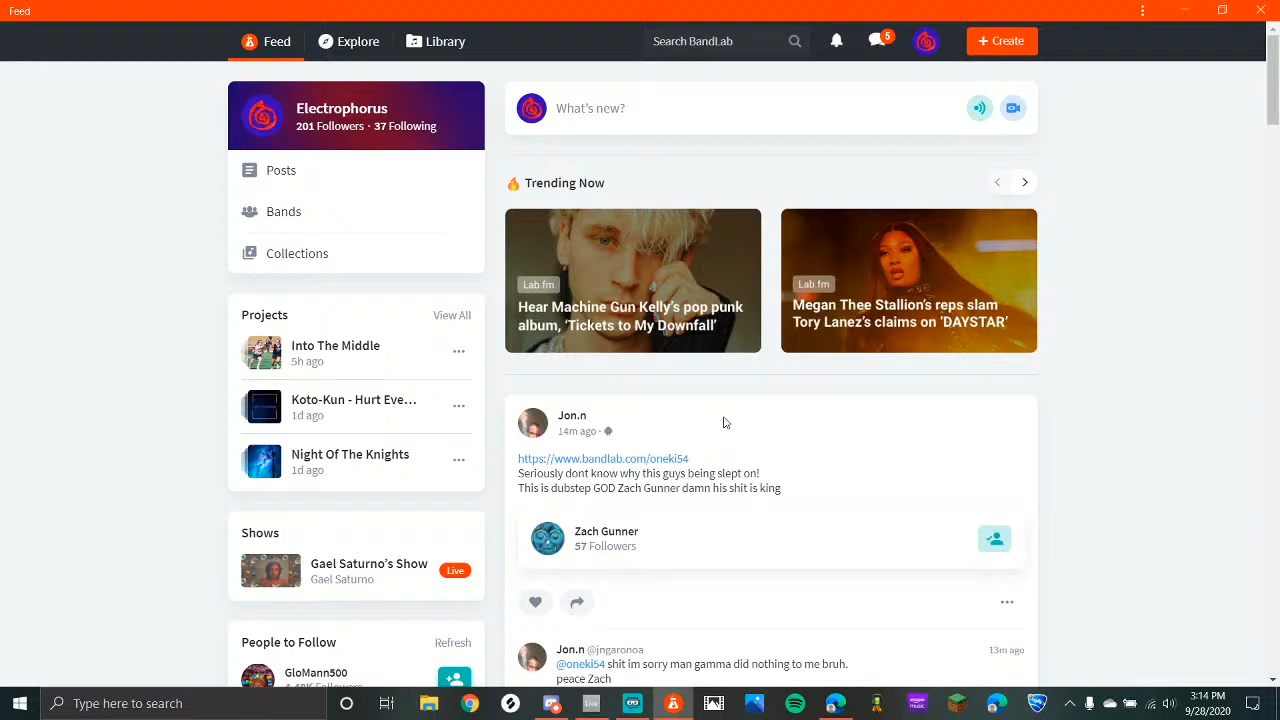 Feed
Feed
Explore
Library
Search BandLab
5
+ Create
Electrophorus
201 Followers · 37 Following
Posts
Bands
Collections
Projects
View All
Into The Middle
5h ago
Koto-Kun - Hurt Eve...
1d ago
Night Of The Knights
1d ago
Shows
Gael Saturno's Show
Gael Saturno
Live
People to Follow
Refresh
GloMann500
What's new?
Trending Now
Lab.fm
Hear Machine Gun Kelly's pop punk
album, 'Tickets to My Downfall'
Lab.fm
Megan Thee Stallion's reps slam
Tory Lanez's claims on 'DAYSTAR'
Jon.n
14m ago ·
https://www.bandlab.com/oneki54
Seriously dont know why this guys being slept on!
This is dubstep GOD Zach Gunner damn his shit is king
Zach Gunner
57 Followers
Jon.n @jngaronoa
13m ago
@oneki54 shit im sorry man gamma did nothing to me bruh.
peace Zach
Type here to search
Live
amazon music
3:14 PM
9/28/2020